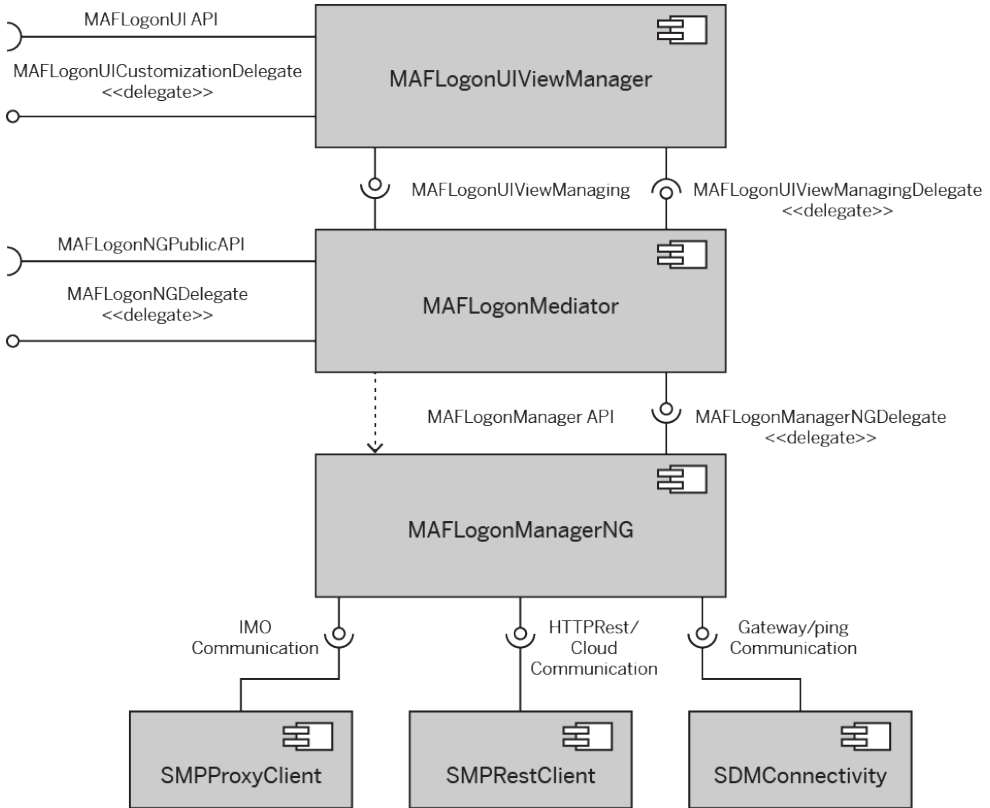 MAFLogonUI API
MAFLogonUICustomizationDelegate
<<delegate>>
MAFLogonUIViewManager
MAFLogonUIViewManaging
MAFLogonUIViewManagingDelegate
<<delegate>>
MAFLogonNGPublicAPI
MAFLogonNGDelegate
<<delegate>>
MAFLogonMediator
MAFLogonManager API
MAFLogonManagerNGDelegate
<<delegate>>
MAFLogonManagerNG
IMO
Communication
HTTPRest/
Cloud
Communication
Gateway/ping
Communication
SMPProxyClient
SMPRestClient
SDMConnectivity